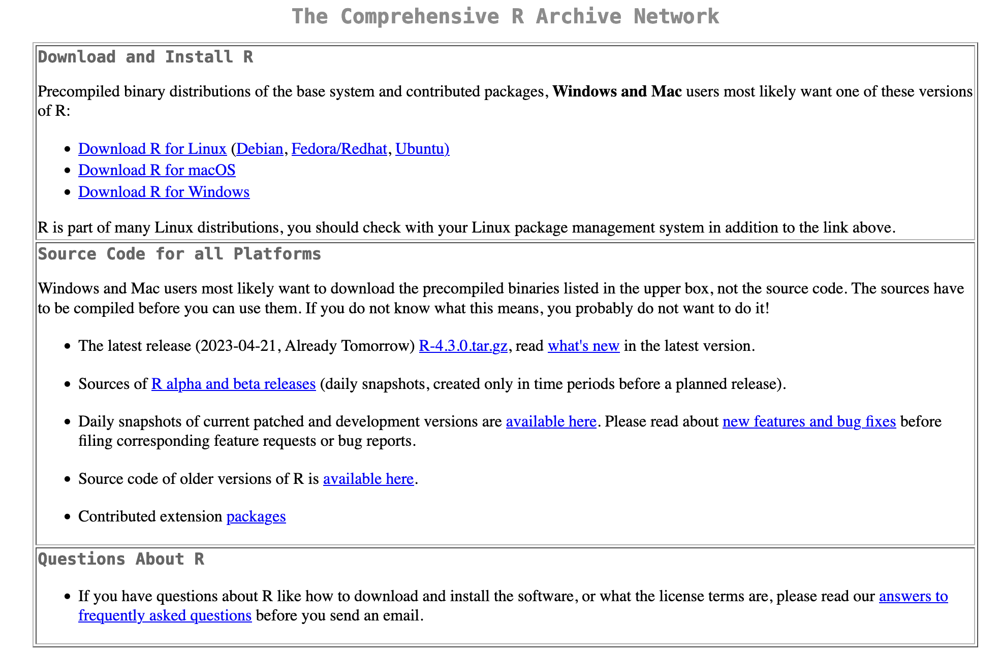 The Comprehensive R Archive Network
Download and Install R
Precompiled binary distributions of the base system and contributed packages, Windows and Mac users most likely want one of these versions
of R:
Download R for Linux (Debian, Fedora/Redhat, Ubuntu)
Download R for macOS
Download R for Windows
R is part of many Linux distributions, you should check with your Linux package management system in addition to the link above.
Source Code for all Platforms
Windows and Mac users most likely want to download the precompiled binaries listed in the upper box, not the source code. The sources have
to be compiled before you can use them. If you do not know what this means, you probably do not want to do it!
The latest release (2023-04-21, Already Tomorrow) R-4.3.0.tar.gz, read what's new in the latest version.
Sources of R alpha and beta releases (daily snapshots, created only in time periods before a planned release).
Daily snapshots of current patched and development versions are available here. Please read about new features and bug fixes before
filing corresponding feature requests or bug reports.
Source code of older versions of R is available here.
Contributed extension packages
Questions About R
If you have questions about R like how to download and install the software, or what the license terms are, please read our answers to
frequently asked questions before you send an email.